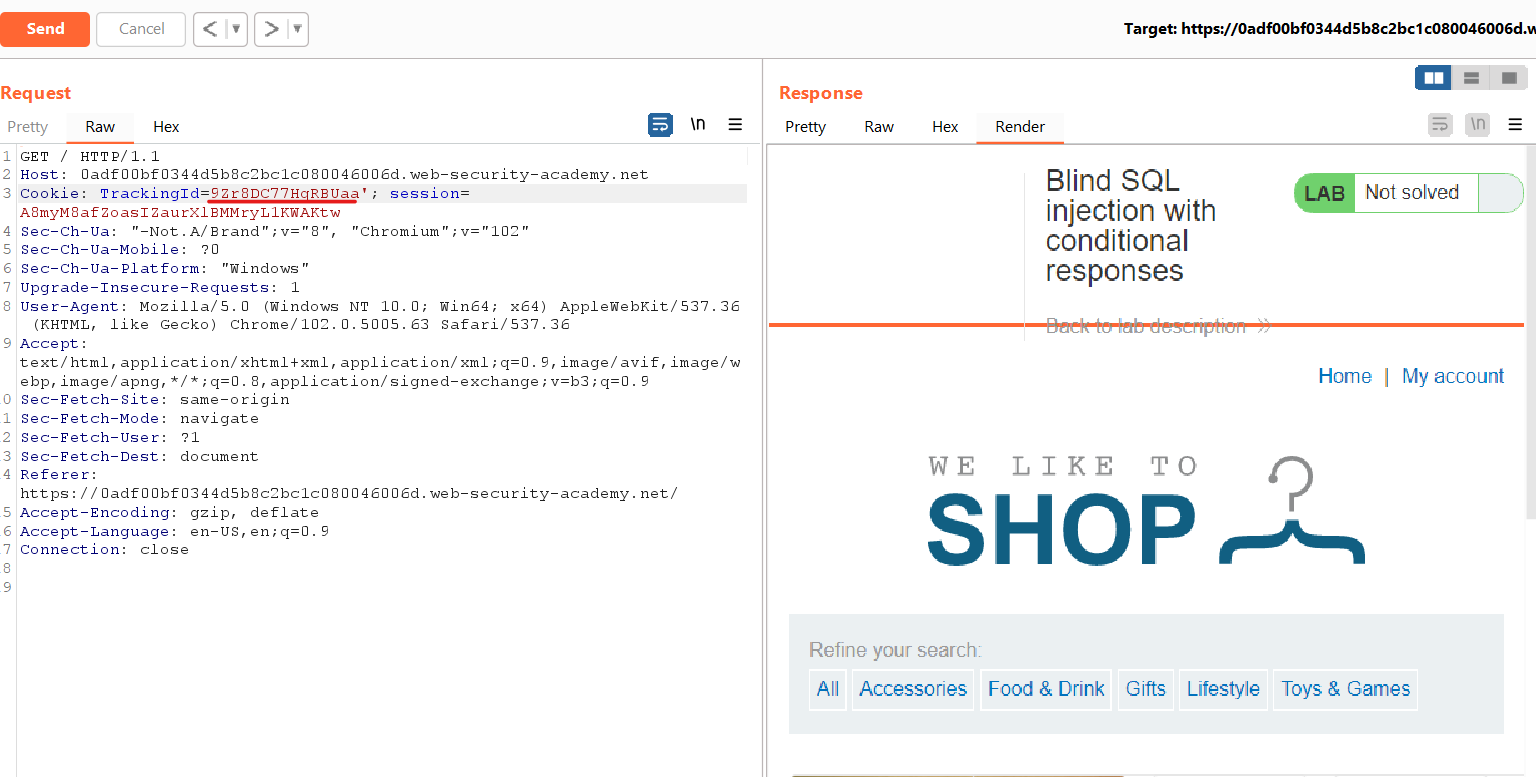 Send Cancel < ▼ > ▼ Target: https://0adf00bf0344d5b8c2bc1c080046006d.w
Request
Pretty Raw Hex \n
1 GET / HTTP/1.1
2 Host: 0adf00bf0344d5b8c2bc1c080046006d.web-security-academy.net
3 Cookie: TrackingId=9Zr8DC77HqRBUaa'; session=
A8myM8afZoasIZaurXlBMMryL1KWAKtw
4 Sec-Ch-Ua: "-Not.A/Brand";v="8", "Chromium";v="102"
5 Sec-Ch-Ua-Mobile: ?0
6 Sec-Ch-Ua-Platform: "Windows"
7 Upgrade-Insecure-Requests: 1
8 User-Agent: Mozilla/5.0 (Windows NT 10.0; Win64; x64) AppleWebKit/537.36
(KHTML, like Gecko) Chrome/102.0.5005.63 Safari/537.36
9 Accept:
text/html,application/xhtml+xml,application/xml;q=0.9,image/avif,image/w
ebp,image/apng,*/*;q=0.8,application/signed-exchange;v=b3;q=0.9
0 Sec-Fetch-Site: same-origin
1 Sec-Fetch-Mode: navigate
2 Sec-Fetch-User: ?1
3 Sec-Fetch-Dest: document
4 Referer:
https://0adf00bf0344d5b8c2bc1c080046006d.web-security-academy.net/
5 Accept-Encoding: gzip, deflate
6 Accept-Language: en-US,en;q=0.9
7 Connection: close
8
9
Response
Pretty Raw Hex Render \n
Blind SQL
injection with
conditional
responses
LAB Not solved
Back to lab description >>
Home | My account
WE LIKE TO
SHOP
Refine your search:
All Accessories Food & Drink Gifts Lifestyle Toys & Games